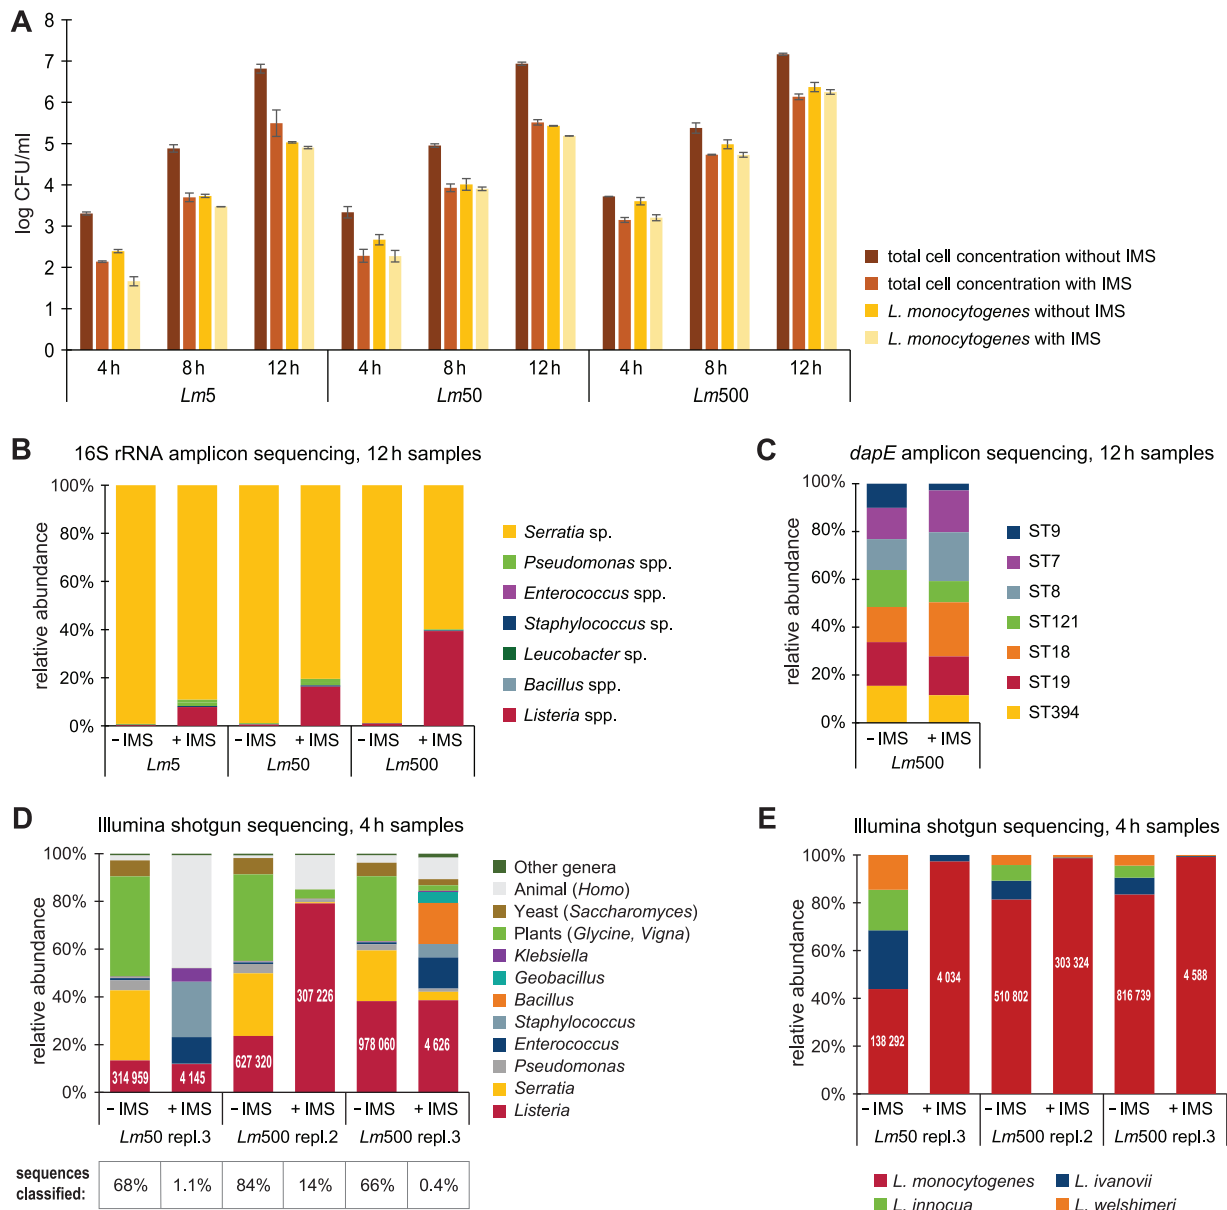 A
8
7
6
5
4
3
2
1
0
log CFU/ml
4 h 8 h 12 h 4 h 8 h 12 h 4 h 8 h 12 h
Lm5 Lm50 Lm500
total cell concentration without IMS
total cell concentration with IMS
L. monocytogenes without IMS
L. monocytogenes with IMS
B
16S rRNA amplicon sequencing, 12 h samples
100%
80%
60%
40%
20%
0%
relative abundance
– IMS + IMS – IMS + IMS – IMS + IMS
Lm5 Lm50 Lm500
Serratia sp.
Pseudomonas spp.
Enterococcus spp.
Staphylococcus sp.
Leucobacter sp.
Bacillus spp.
Listeria spp.
C
dapE amplicon sequencing, 12 h samples
100%
80%
60%
40%
20%
0%
relative abundance
– IMS + IMS
Lm500
ST9
ST7
ST8
ST121
ST18
ST19
ST394
D
Illumina shotgun sequencing, 4 h samples
100%
80%
60%
40%
20%
0%
relative abundance
314 959 4 145 627 320 307 226 978 060 4 626
– IMS + IMS – IMS + IMS – IMS + IMS
Lm50 repl.3 Lm500 repl.2 Lm500 repl.3
Other genera
Animal (Homo)
Yeast (Saccharomyces)
Plants (Glycine, Vigna)
Klebsiella
Geobacillus
Bacillus
Staphylococcus
Enterococcus
Pseudomonas
Serratia
Listeria
sequences
classified:
68% 1.1% 84% 14% 66% 0.4%
E
Illumina shotgun sequencing, 4 h samples
100%
80%
60%
40%
20%
0%
relative abundance
138 292 4 034 510 802 303 324 816 739 4 588
– IMS + IMS – IMS + IMS – IMS + IMS
Lm50 repl.3 Lm500 repl.2 Lm500 repl.3
L. monocytogenes L. ivanovii
L. innocua L. welshimeri